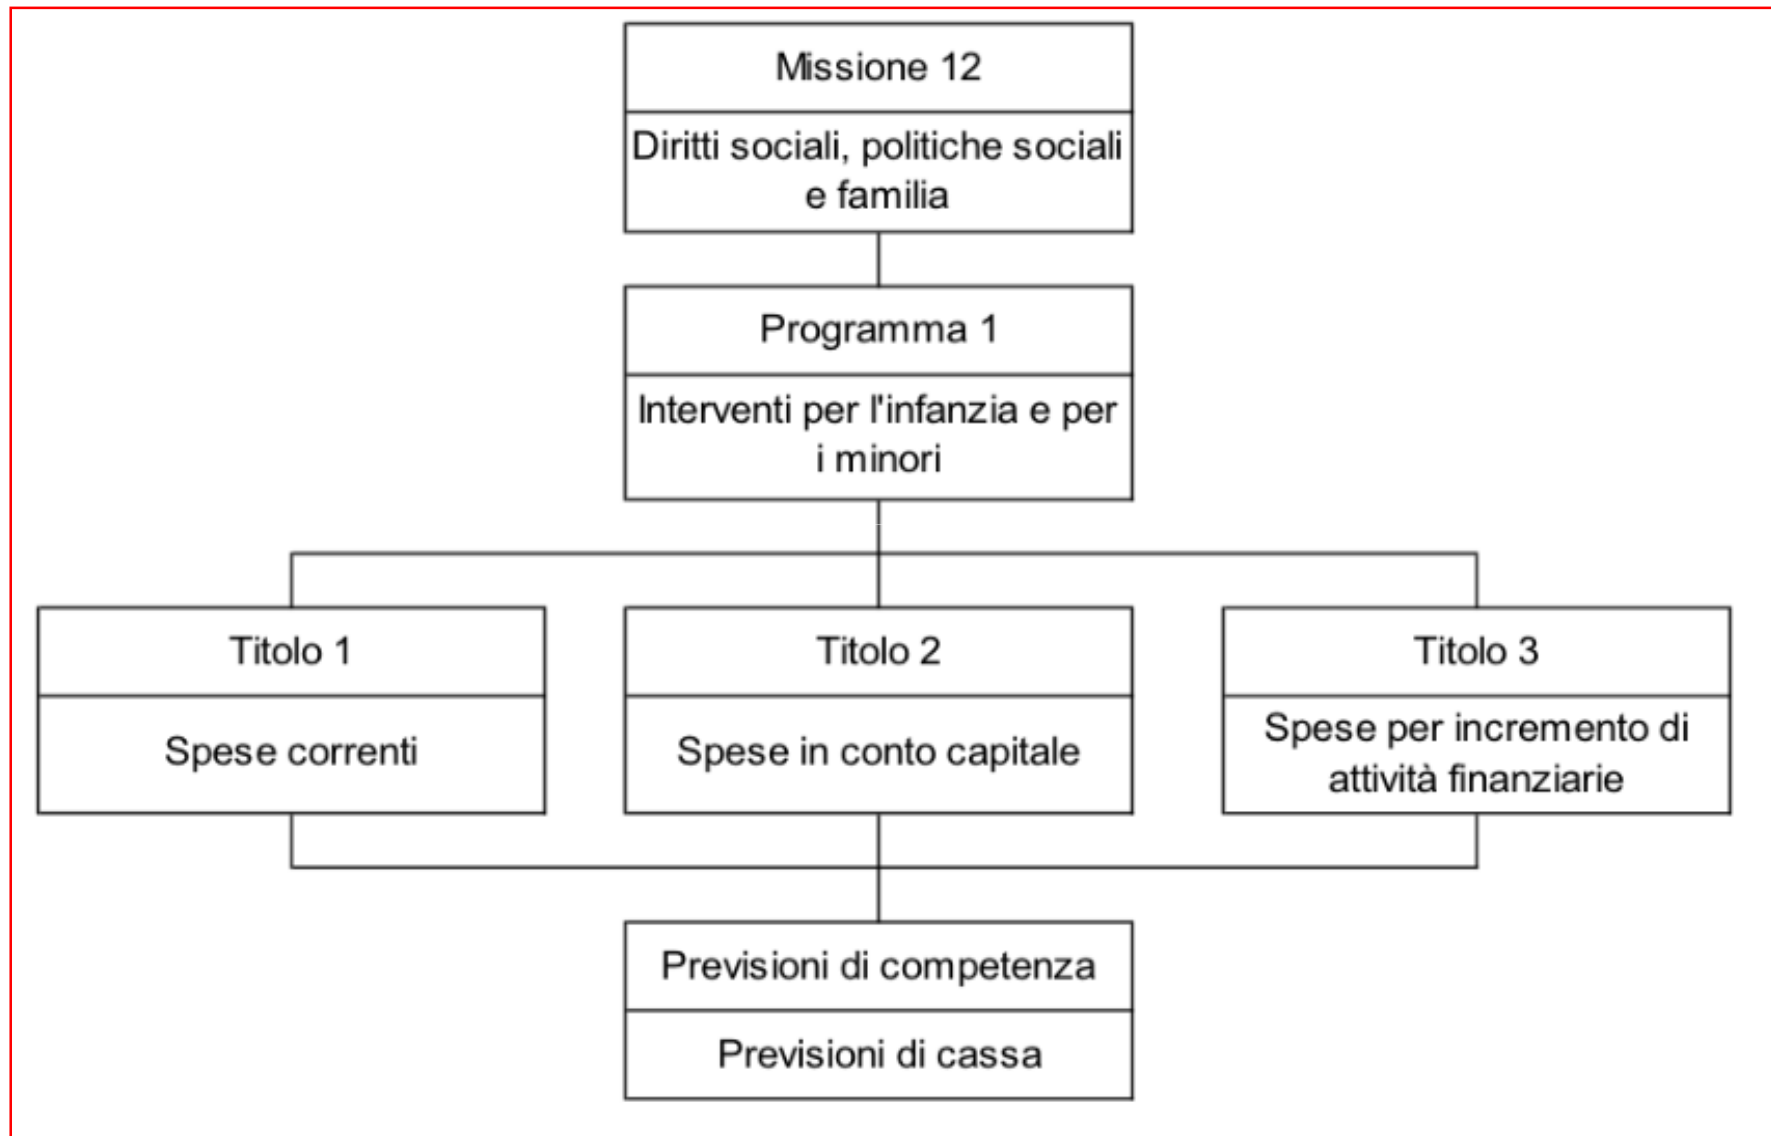 Missione 12
Diritti sociali, politiche sociali
e familia
Programma 1
Interventi per l'infanzia e per
i minori
Titolo 1
Spese correnti
Titolo 2
Spese in conto capitale
Titolo 3
Spese per incremento di
attività finanziarie
Previsioni di competenza
Previsioni di cassa